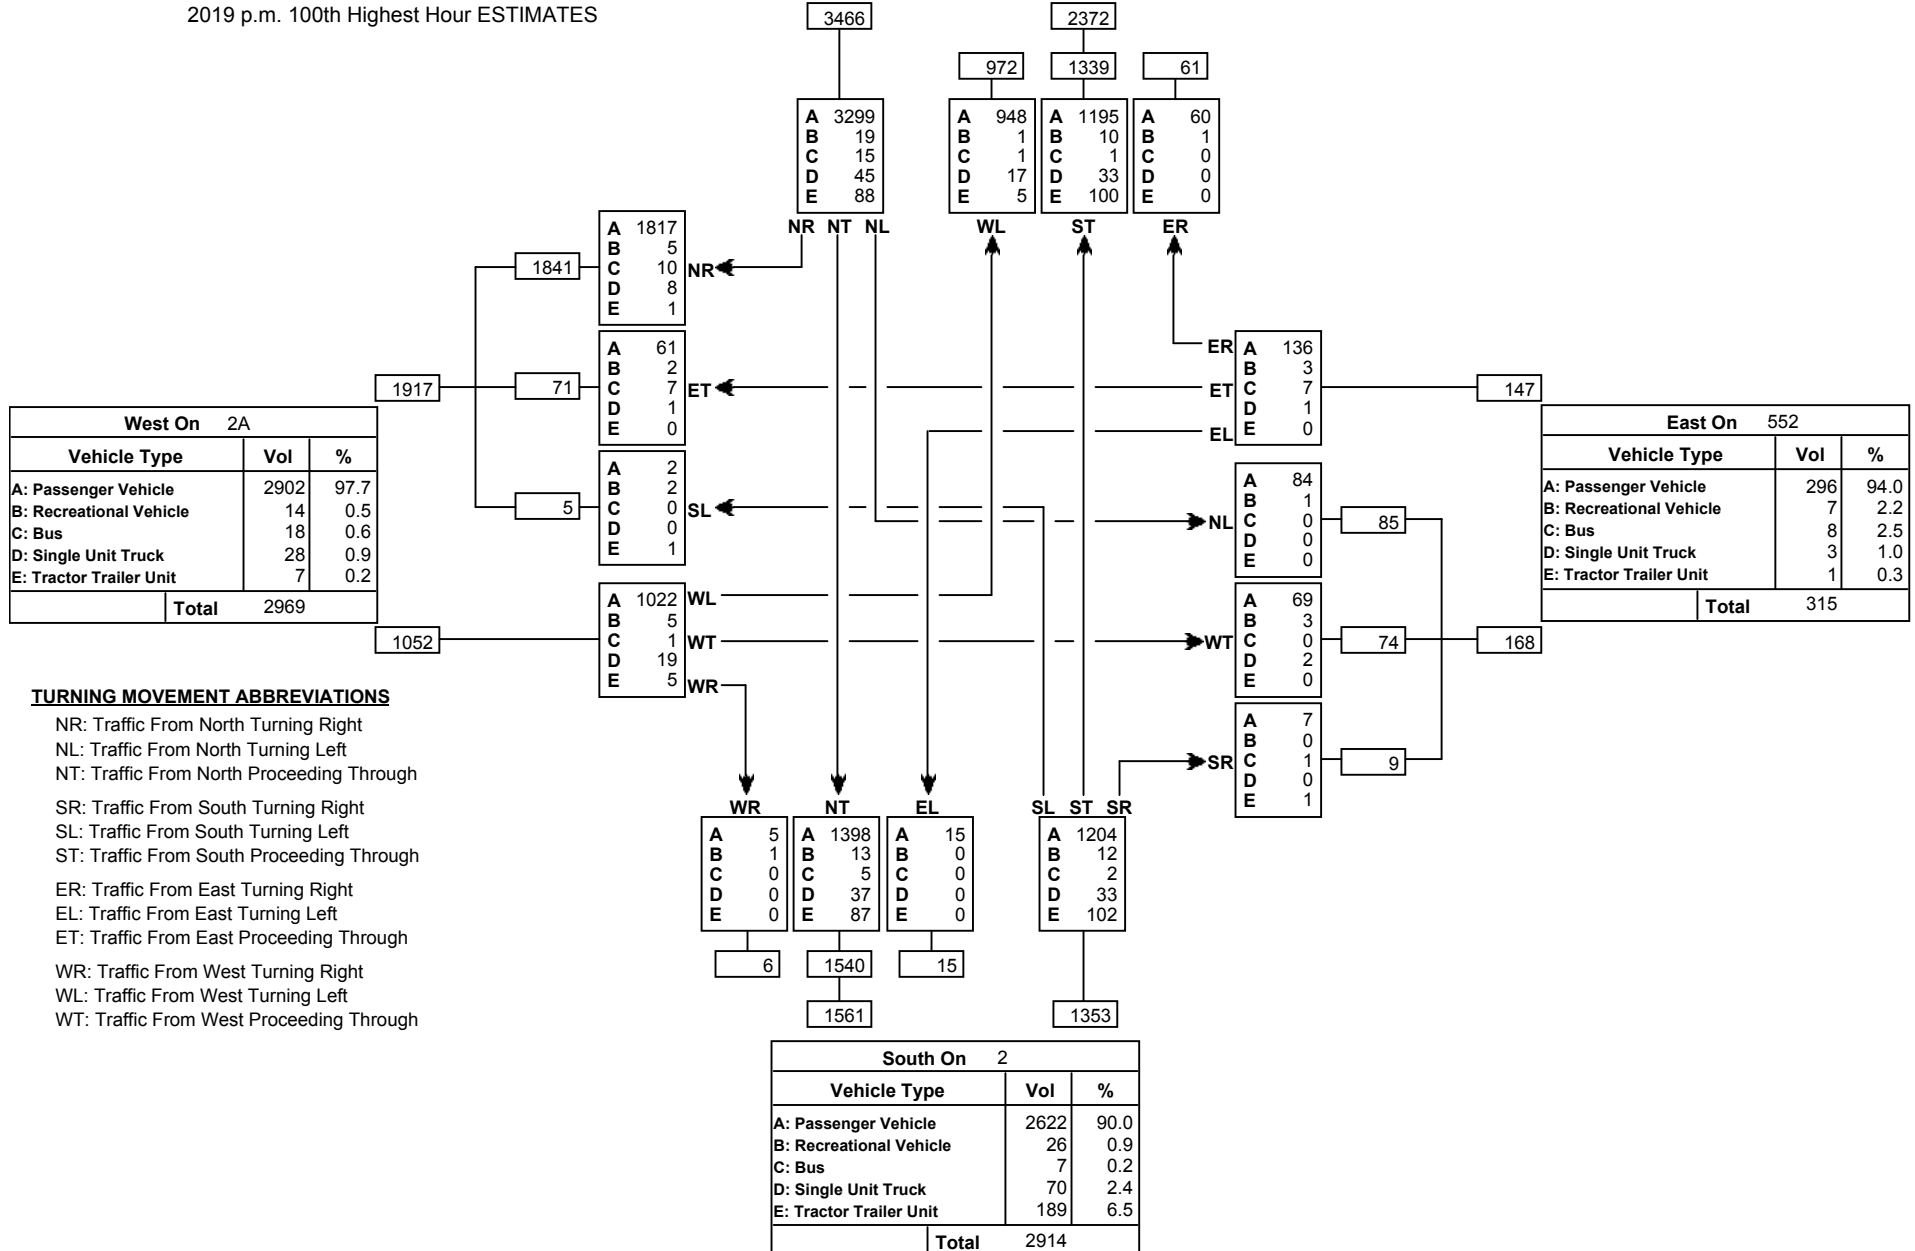 2019 p.m. 100th Highest Hour ESTIMATES
3466
2372
972
1339
61
A 3299
B 19
C 15
D 45
E 88
A 948
B 1
C 1
D 17
E 5
A 1195
B 10
C 1
D 33
E 100
A 60
B 1
C 0
D 0
E 0
NR NT NL
WL
ST
ER
1841
A 1817
B 5
C 10
D 8
E 1
NR
1917
71
A 61
B 2
C 7
D 1
E 0
ET
5
A 2
B 2
C 0
D 0
E 1
SL
ER
ET
EL
A 136
B 3
C 7
D 1
E 0
147
West On 2A
Vehicle Type Vol %
A: Passenger Vehicle 2902 97.7
B: Recreational Vehicle 14 0.5
C: Bus 18 0.6
D: Single Unit Truck 28 0.9
E: Tractor Trailer Unit 7 0.2
Total 2969
East On 552
Vehicle Type Vol %
A: Passenger Vehicle 296 94.0
B: Recreational Vehicle 7 2.2
C: Bus 8 2.5
D: Single Unit Truck 3 1.0
E: Tractor Trailer Unit 1 0.3
Total 315
NL
A 84
B 1
C 0
D 0
E 0
85
1052
A 1022
B 5
C 1
D 19
E 5
WL
WT
WR
WT
A 69
B 3
C 0
D 2
E 0
74
168
SR
A 7
B 0
C 1
D 0
E 1
9
TURNING MOVEMENT ABBREVIATIONS
NR: Traffic From North Turning Right
NL: Traffic From North Turning Left
NT: Traffic From North Proceeding Through
SR: Traffic From South Turning Right
SL: Traffic From South Turning Left
ST: Traffic From South Proceeding Through
ER: Traffic From East Turning Right
EL: Traffic From East Turning Left
ET: Traffic From East Proceeding Through
WR: Traffic From West Turning Right
WL: Traffic From West Turning Left
WT: Traffic From West Proceeding Through
WR
NT
EL
SL ST SR
A 5
B 1
C 0
D 0
E 0
A 1398
B 13
C 5
D 37
E 87
A 15
B 0
C 0
D 0
E 0
A 1204
B 12
C 2
D 33
E 102
6
1540
15
1561
1353
South On 2
Vehicle Type Vol %
A: Passenger Vehicle 2622 90.0
B: Recreational Vehicle 26 0.9
C: Bus 7 0.2
D: Single Unit Truck 70 2.4
E: Tractor Trailer Unit 189 6.5
Total 2914